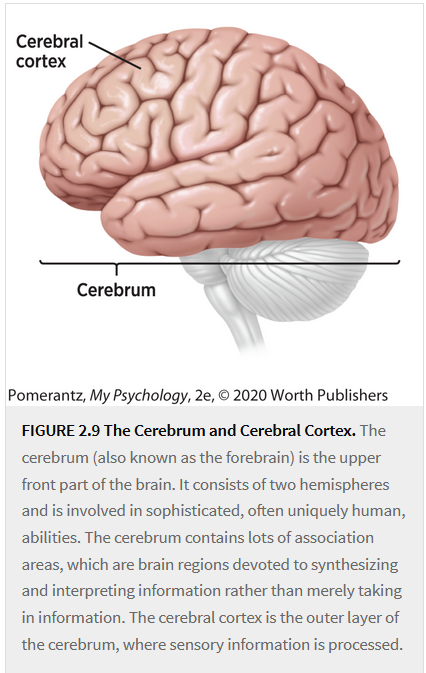 Cerebral
cortex
Cerebrum
Pomerantz, My Psychology, 2e, © 2020 Worth Publishers
FIGURE 2.9 The Cerebrum and Cerebral Cortex. The
cerebrum (also known as the forebrain) is the upper
front part of the brain. It consists of two hemispheres
and is involved in sophisticated, often uniquely human,
abilities. The cerebrum contains lots of association
areas, which are brain regions devoted to synthesizing
and interpreting information rather than merely taking
in information. The cerebral cortex is the outer layer of
the cerebrum, where sensory information is processed.